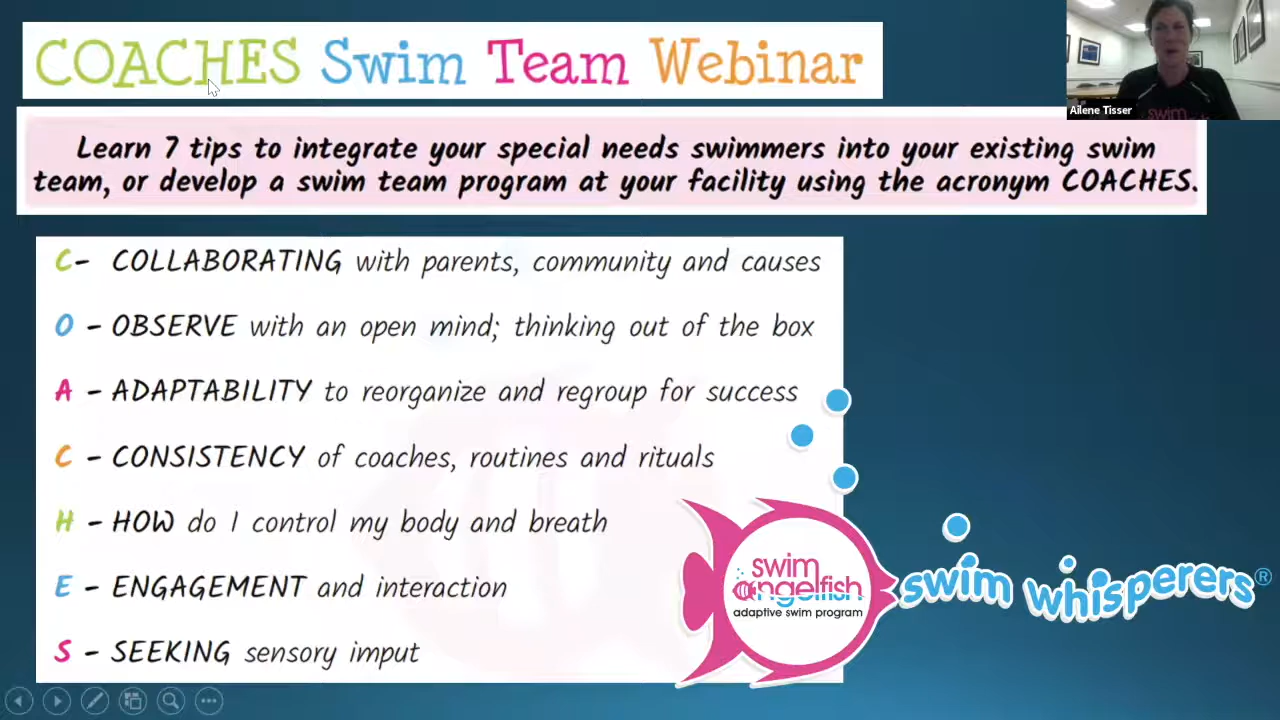 COACHES Swim Team Webinar
Ailene Tisser
Learn 7 tips to integrate your special needs swimmers into your existing swim
team, or develop a swim team program at your facility using the acronym COACHES.
C- COLLABORATING with parents, community and causes
O - OBSERVE with an open mind; thinking out of the box
A - ADAPTABILITY to reorganize and regroup for success
C - CONSISTENCY of coaches, routines and rituals
H - HOW do I control my body and breath
E - ENGAGEMENT and interaction
S - SEEKING sensory imput
swim
angelfish
adaptive swim program
swim whisperers®
swim